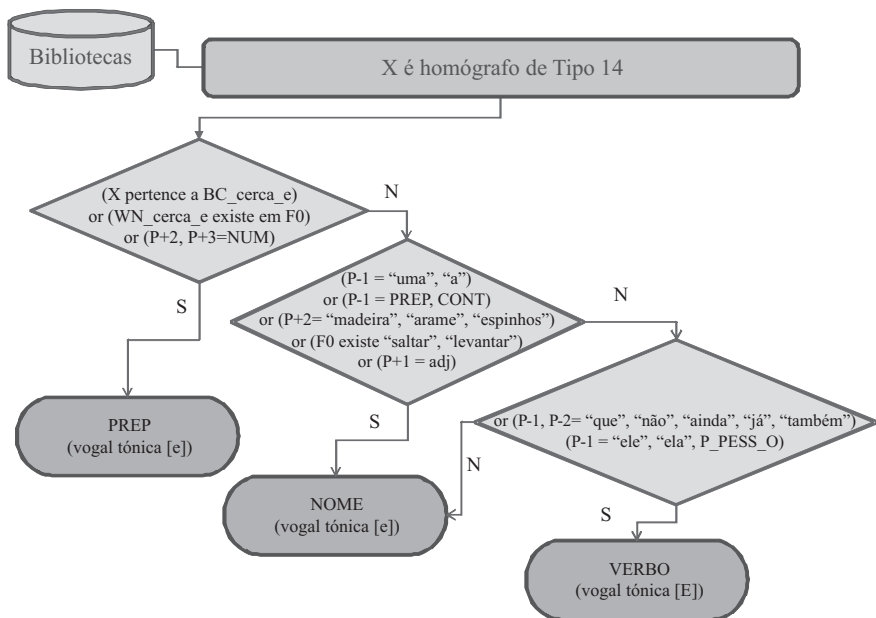 Bibliotecas
X é homógrafo de Tipo 14
(X pertence a BC_cerca_e)
or (WN_cerca_e existe em F0)
or (P+2, P+3=NUM)
N
S
(P-1 = “uma”, “a”)
or (P-1 = PREP, CONT)
or (P+2= “madeira”, “arame”, “espinhos”)
or (F0 existe “saltar”, “levantar”)
or (P+1 = adj)
N
S
or (P-1, P-2= “que”, “não”, “ainda”, “já”, “também”)
(P-1 = “ele”, “ela”, P_PESS_O)
N
S
PREP
(vogal tónica [e])
NOME
(vogal tónica [e])
VERBO
(vogal tónica [E])